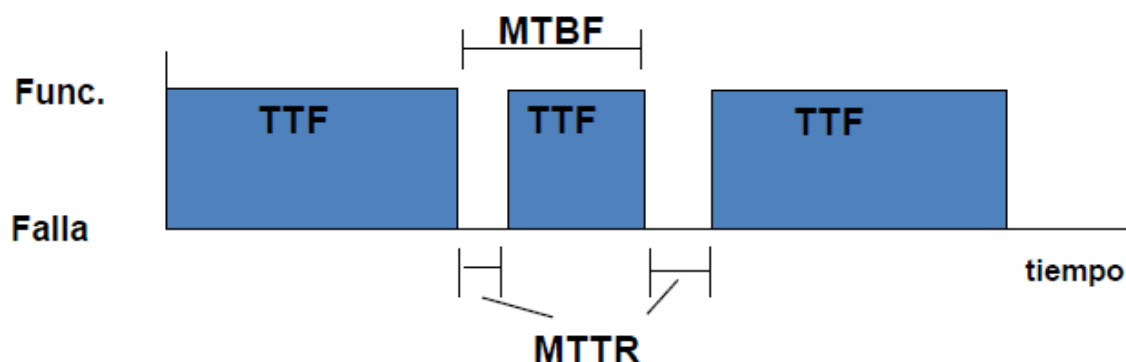 MTBF
Func.
TTF TTF TTF
Falla
tiempo
MTTR